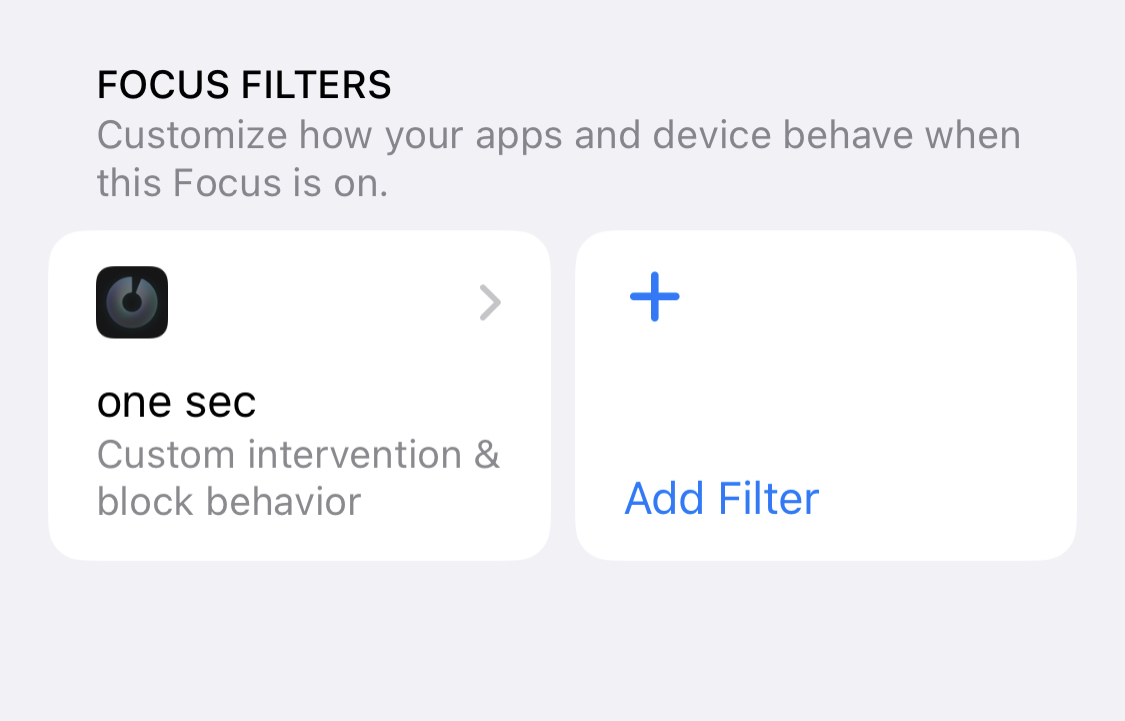 FOCUS FILTERS
Customize how your apps and device behave when
this Focus is on.
one sec
Custom intervention &
block behavior
Add Filter